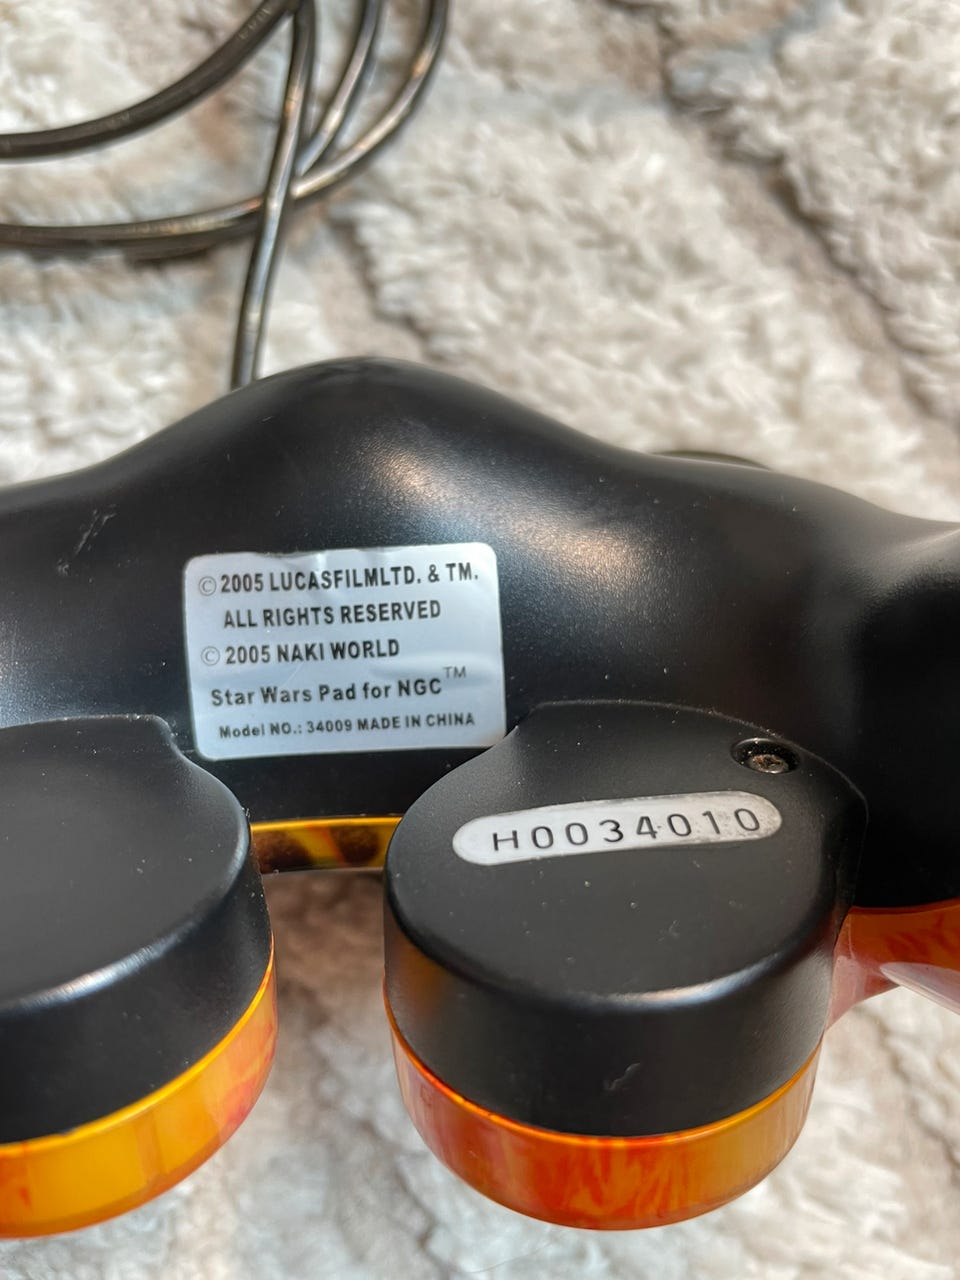 © 2005 LUCASFILMLTD. & TM.
ALL RIGHTS RESERVED
© 2005 NAKI WORLD
Star Wars Pad for NGC™
Model NO.: 34009 MADE IN CHINA
H0034010